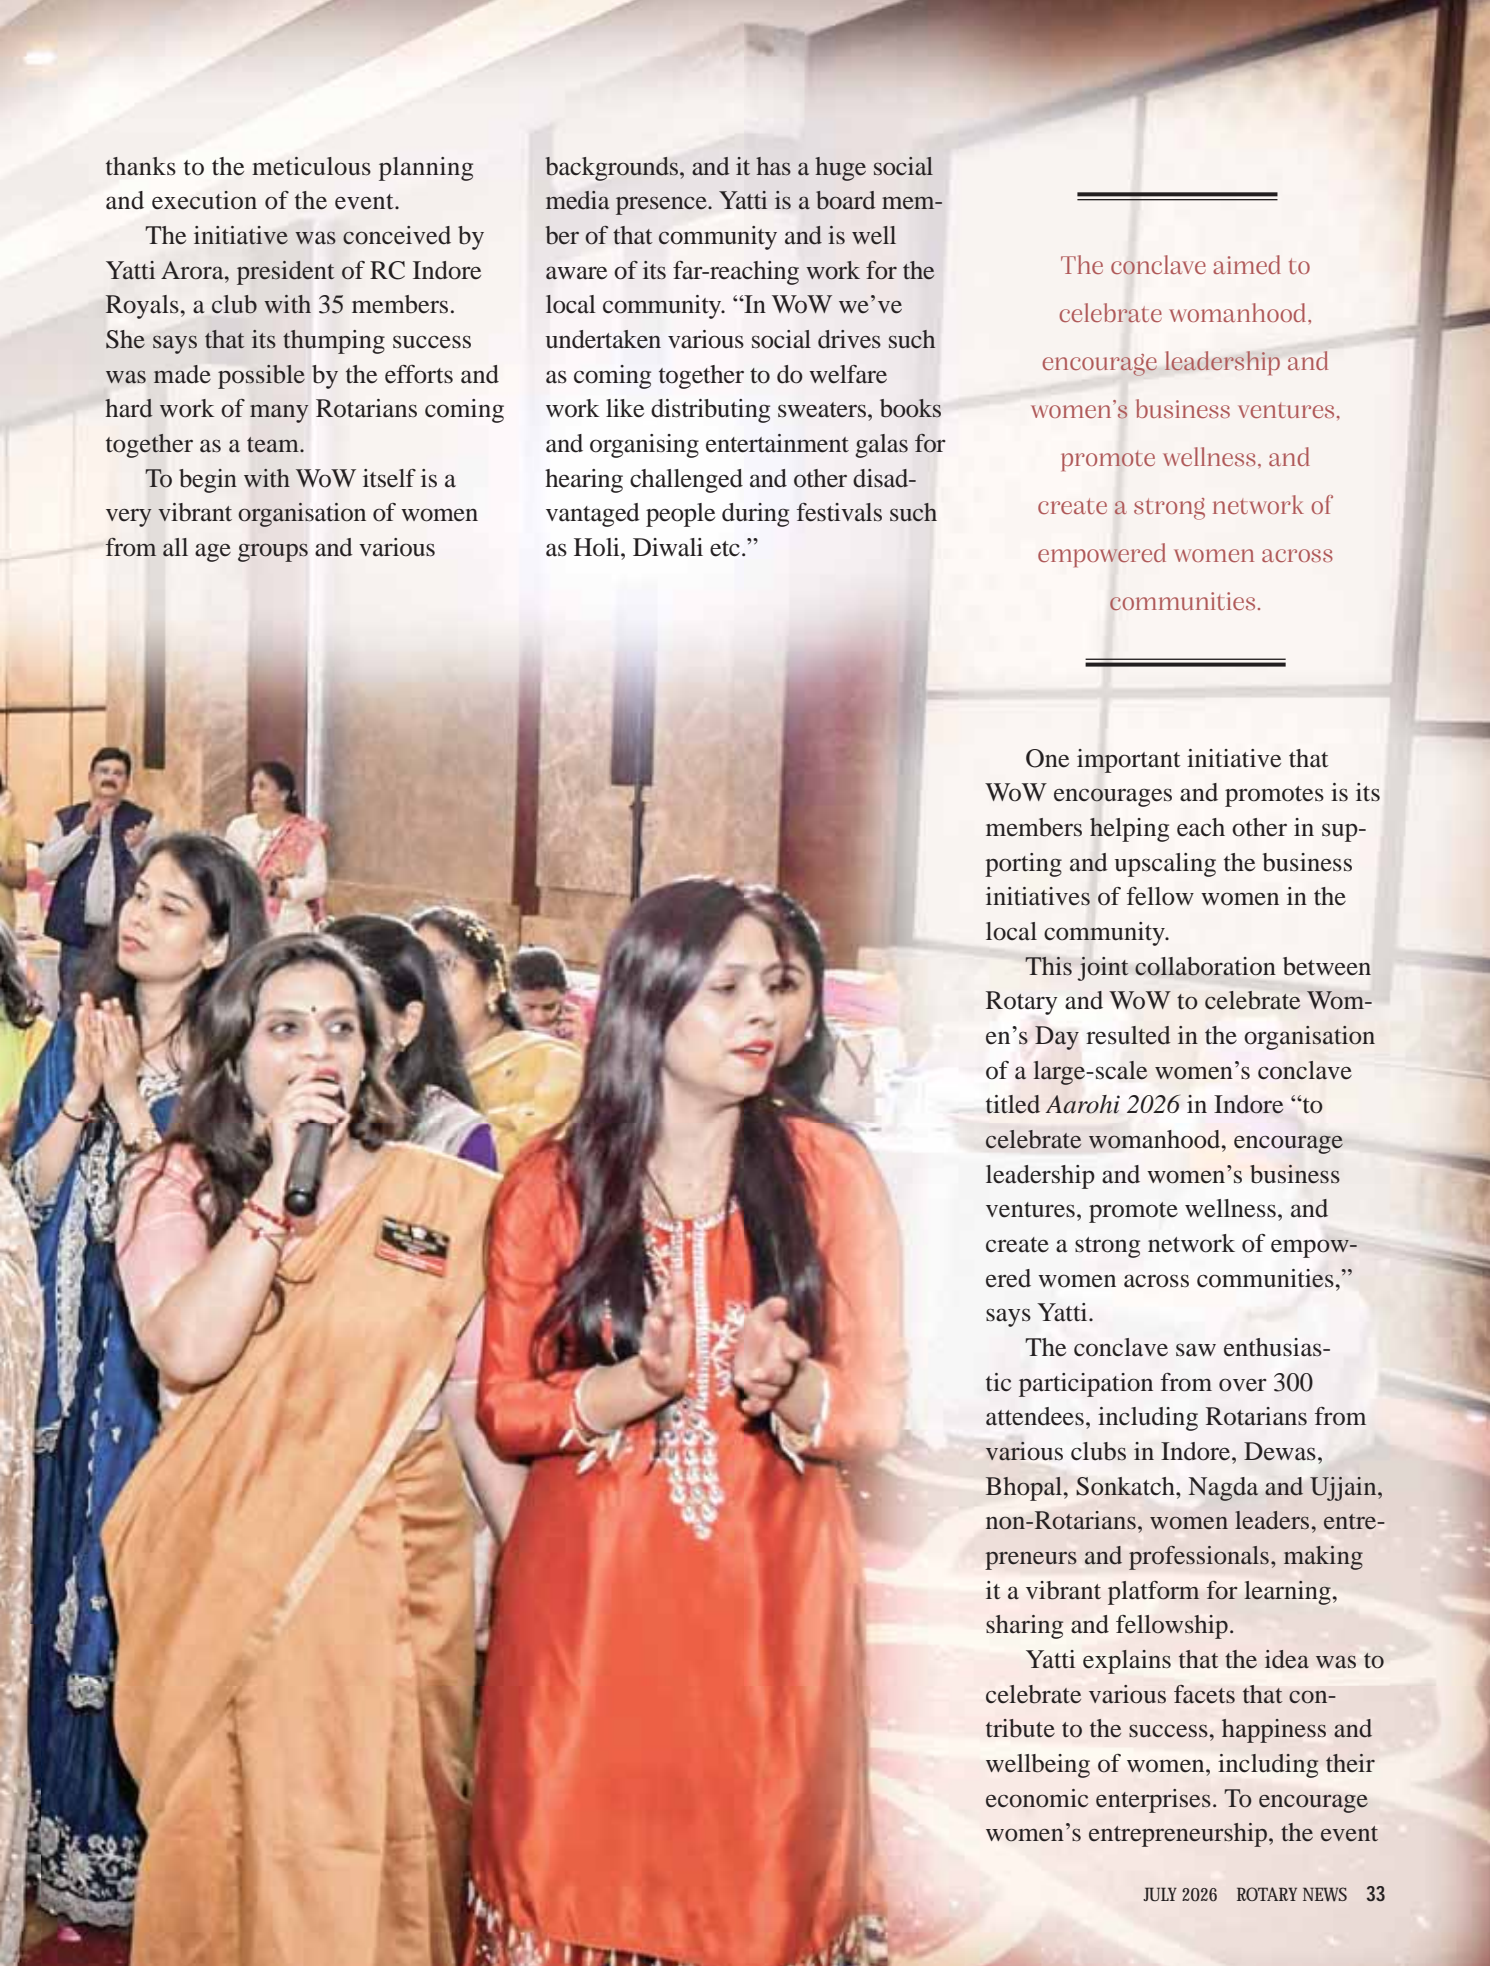 thanks to the meticulous planning
and execution of the event.
The initiative was conceived by
Yatti Arora, president of RC Indore
Royals, a club with 35 members.
She says that its thumping success
was made possible by the efforts and
hard work of many Rotarians coming
together as a team.
To begin with WoW itself is a
very vibrant organisation of women
from all age groups and various
backgrounds, and it has a huge social
media presence. Yatti is a board mem-
ber of that community and is well
aware of its far-reaching work for the
local community. “In WoW we’ve
undertaken various social drives such
as coming together to do welfare
work like distributing sweaters, books
and organising entertainment galas for
hearing challenged and other disad-
vantaged people during festivals such
as Holi, Diwali etc.”
The conclave aimed to
celebrate womanhood,
encourage leadership and
women’s business ventures,
promote wellness, and
create a strong network of
empowered women across
communities.
One important initiative that
WoW encourages and promotes is its
members helping each other in sup-
porting and upscaling the business
initiatives of fellow women in the
local community.
This joint collaboration between
Rotary and WoW to celebrate Wom-
en’s Day resulted in the organisation
of a large-scale women’s conclave
titled Aarohi 2026 in Indore “to
celebrate womanhood, encourage
leadership and women’s business
ventures, promote wellness, and
create a strong network of empow-
ered women across communities,”
says Yatti.
The conclave saw enthusias-
tic participation from over 300
attendees, including Rotarians from
various clubs in Indore, Dewas,
Bhopal, Sonkatch, Nagda and Ujjain,
non-Rotarians, women leaders, entre-
preneurs and professionals, making
it a vibrant platform for learning,
sharing and fellowship.
Yatti explains that the idea was to
celebrate various facets that con-
tribute to the success, happiness and
wellbeing of women, including their
economic enterprises. To encourage
women’s entrepreneurship, the event
JULY 2026 ROTARY NEWS 33